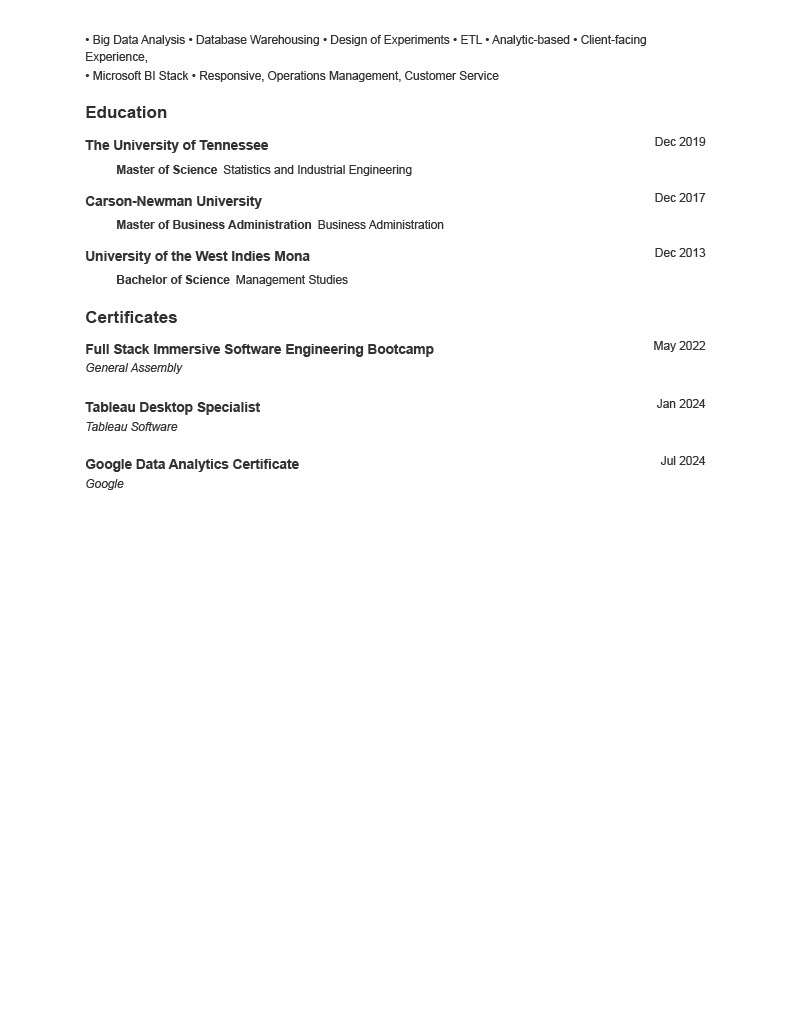 • Big Data Analysis • Database Warehousing • Design of Experiments • ETL • Analytic-based • Client-facing
Experience,
• Microsoft BI Stack • Responsive, Operations Management, Customer Service
Education
The University of Tennessee Dec 2019
Master of Science Statistics and Industrial Engineering
Carson-Newman University Dec 2017
Master of Business Administration Business Administration
University of the West Indies Mona Dec 2013
Bachelor of Science Management Studies
Certificates
Full Stack Immersive Software Engineering Bootcamp May 2022
General Assembly
Tableau Desktop Specialist Jan 2024
Tableau Software
Google Data Analytics Certificate Jul 2024
Google